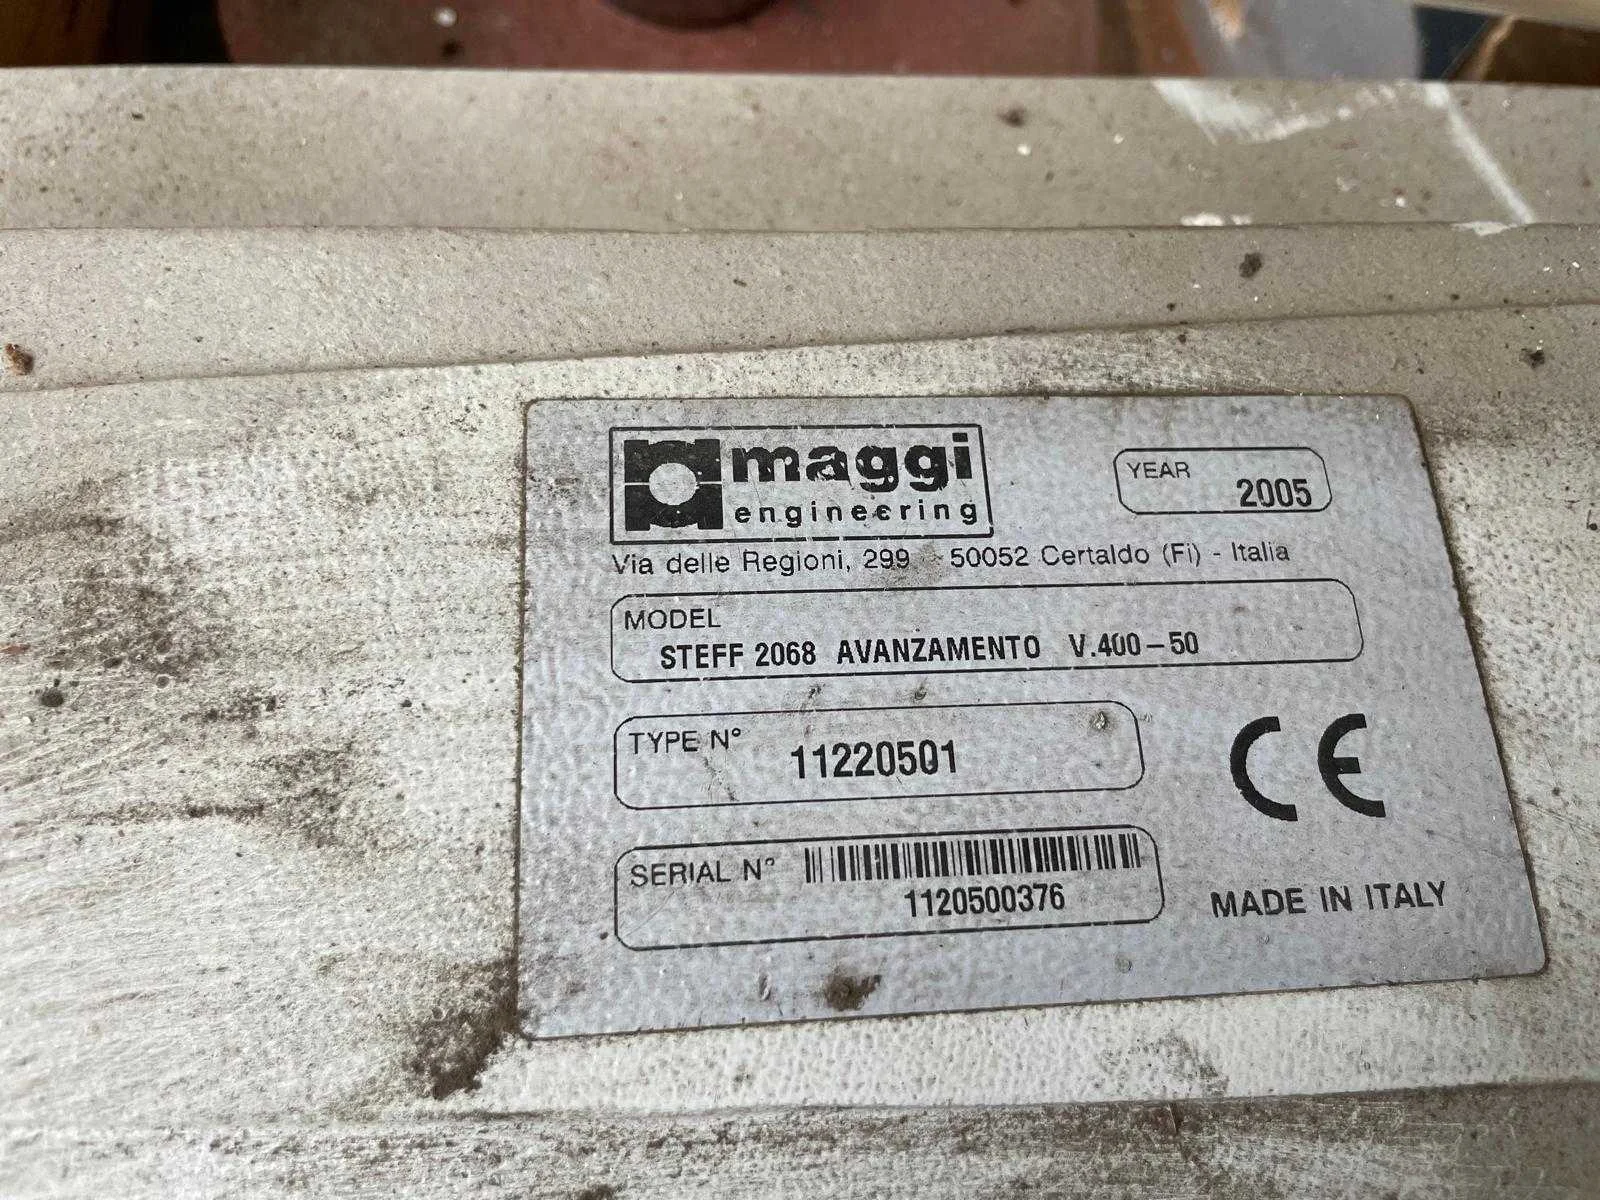 maggi
engineering
YEAR
2005
Via delle Regioni, 299 - 50052 Certaldo (Fi) - Italia
MODEL
STEFF 2068 AVANZAMENTO V.400-50
TYPE N° 11220501
SERIAL N°
1120500376
CE
MADE IN ITALY